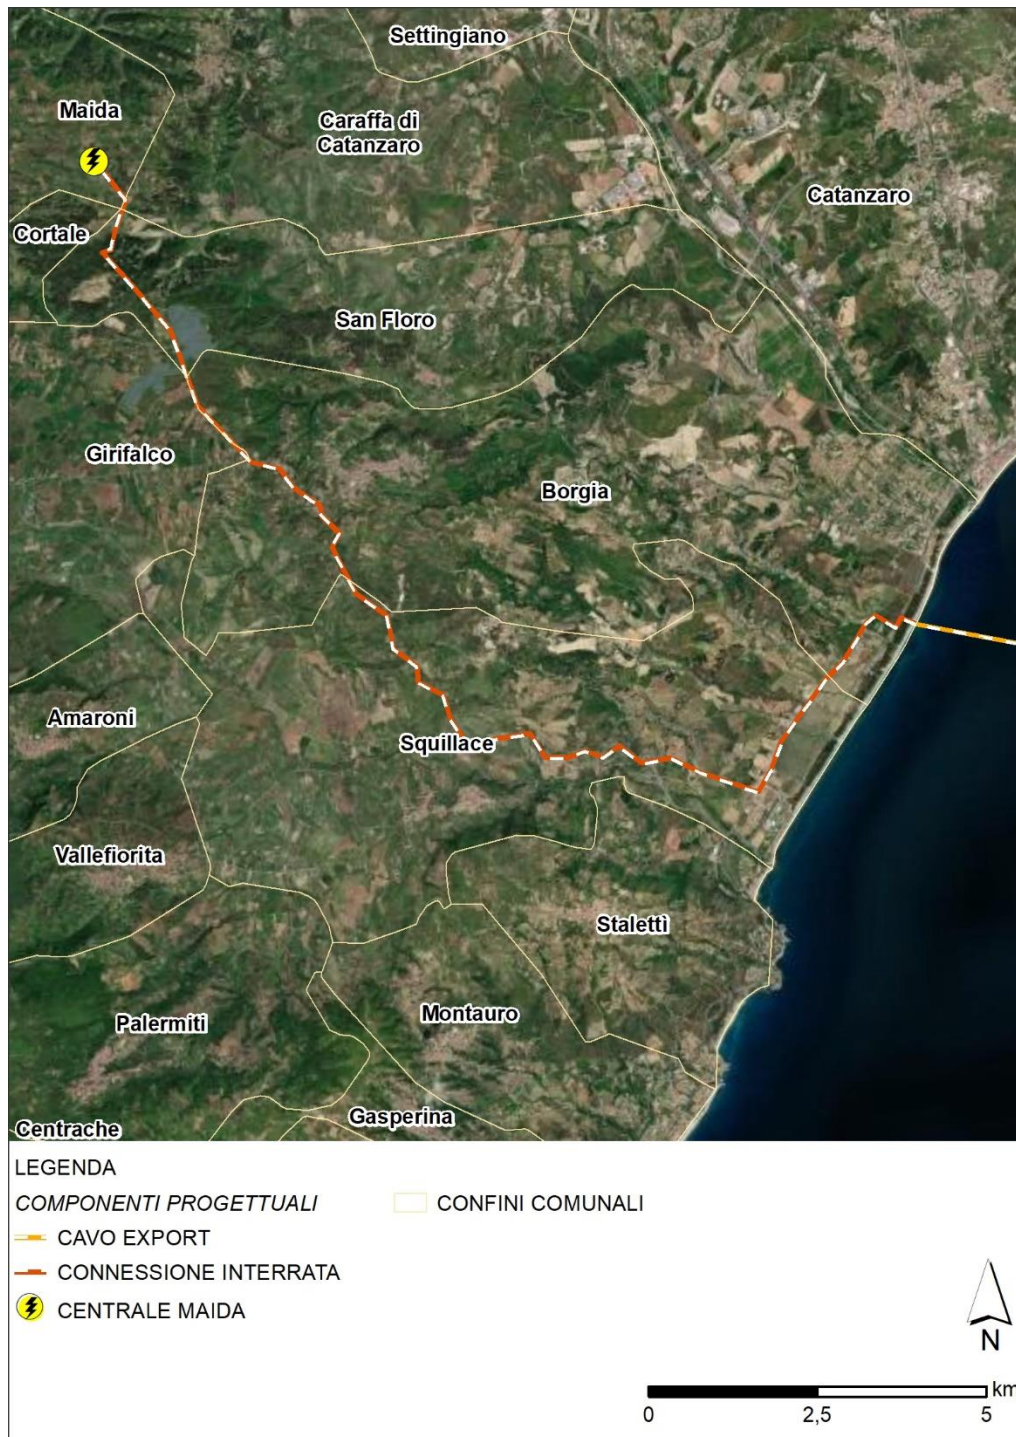 Settingiano
Maida
Caraffa di
Catanzaro
Catanzaro
Cortale
San Floro
Girifalco
Borgia
Amaroni
Squillace
Vallefiorita
Stalettì
Palermiti
Montauro
Gasperina
Centrache
LEGENDA
COMPONENTI PROGETTUALI
CONFINI COMUNALI
CAVO EXPORT
CONNESSIONE INTERRATA
CENTRALE MAIDA
N
km
0 2,5 5